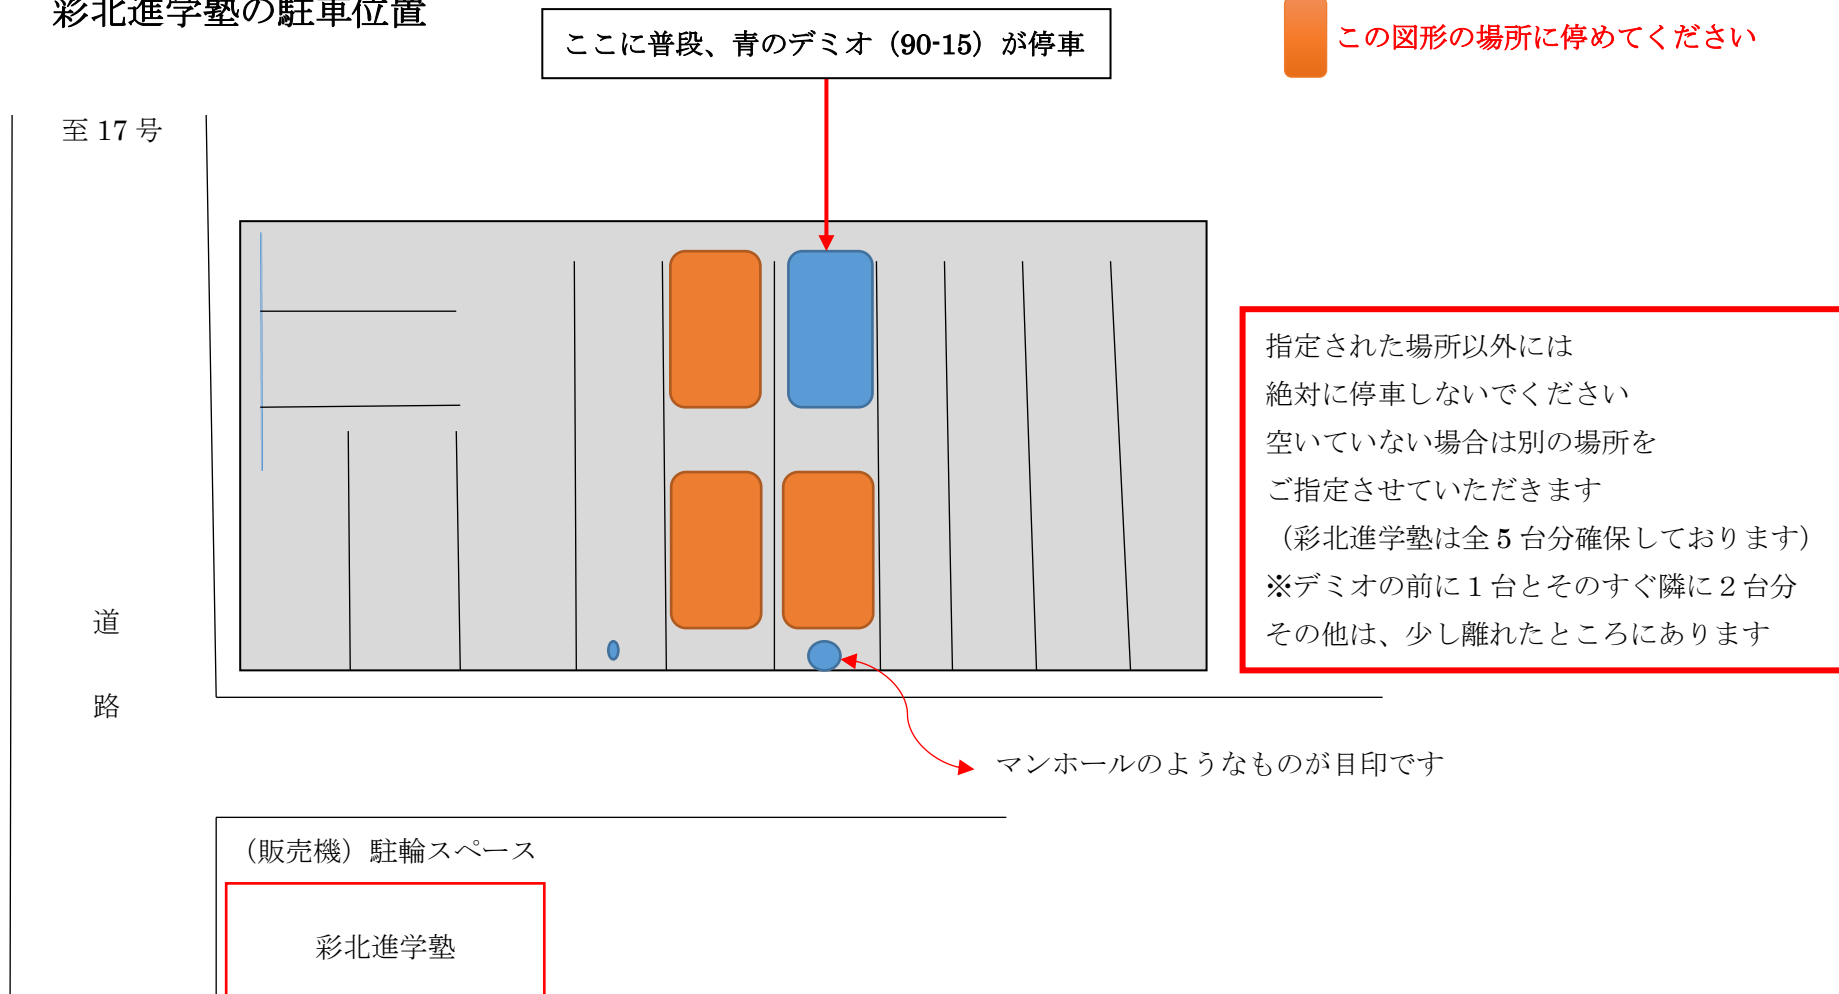 彩北進学塾の駐車位置
ここに普段、青のデミオ（90-15）が停車
この図形の場所に停めてください
至 17 号
指定された場所以外には
絶対に停車しないでください
空いていない場合は別の場所を
ご指定させていただきます
（彩北進学塾は全 5 台分確保しております）
※デミオの前に 1 台とそのすぐ隣に 2 台分
その他は、少し離れたところにあります
道
路
マンホールのようなものが目印です
（販売機）駐輪スペース
彩北進学塾